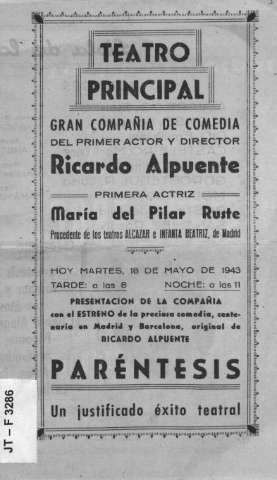 TEATRO
PRINCIPAL
GRAN COMPAÑIA DE COMEDIA
DEL PRIMER ACTOR Y DIRECTOR
Ricardo Alpuente
PRIMERA ACTRIZ
María del Pilar Ruste
Procedente de los teatros ALCAZAR e INFANTA BEATRIZ, de Madrid
HOY MARTES, 18 DE MAYO DE 1943
TARDE: a las 8 NOCHE: a las 11
PRESENTACION DE LA COMPAÑIA
con el ESTRENO de la preciosa comedia, cente-
naria en Madrid y Barcelona, original de
RICARDO ALPUENTE
PARÉNTESIS
Un justificado éxito teatral
JT - F 3286